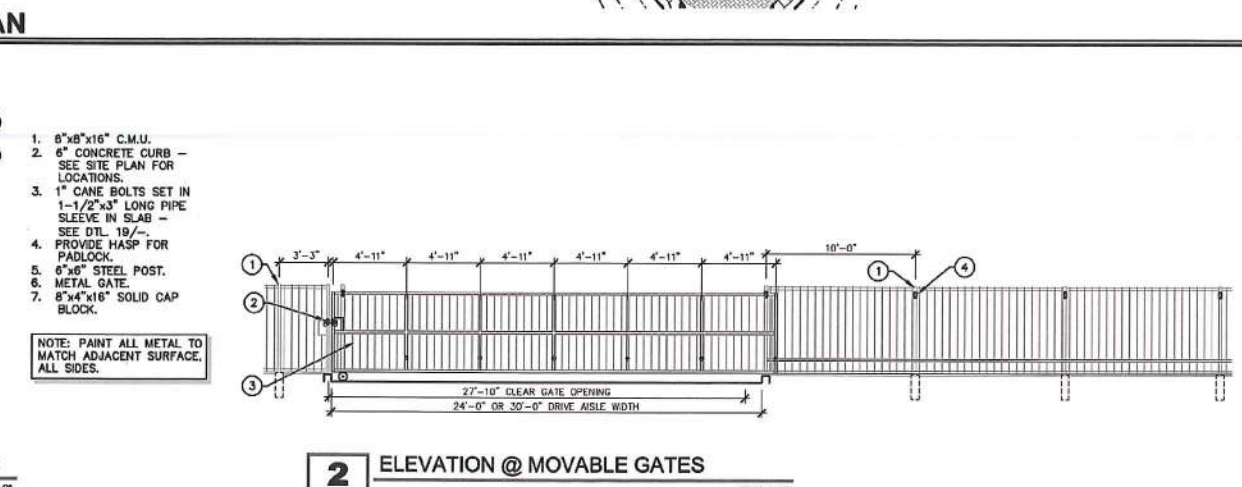 AN
1. 8"x8"x16" C.M.U.
2. 6" CONCRETE CURB –
SEE SITE PLAN FOR
LOCATIONS.
3. 1" CANE BOLTS SET IN
1-1/2"x3" LONG PIPE
SLEEVE IN SLAB –
SEE DTL. 19/–.
4. PROVIDE HASP FOR
PADLOCK.
5. 6"x6" STEEL POST.
6. METAL GATE.
7. 8"x4"x16" SOLID CAP
BLOCK.
NOTE: PAINT ALL METAL TO
MATCH ADJACENT SURFACE,
ALL SIDES.
3'-3" 4'-11" 4'-11" 4'-11" 4'-11" 4'-11" 4'-11" 10'-0"
1 1 4
2
3
27'-10" CLEAR GATE OPENING
24'-0" OR 30'-0" DRIVE AISLE WIDTH
2 ELEVATION @ MOVABLE GATES